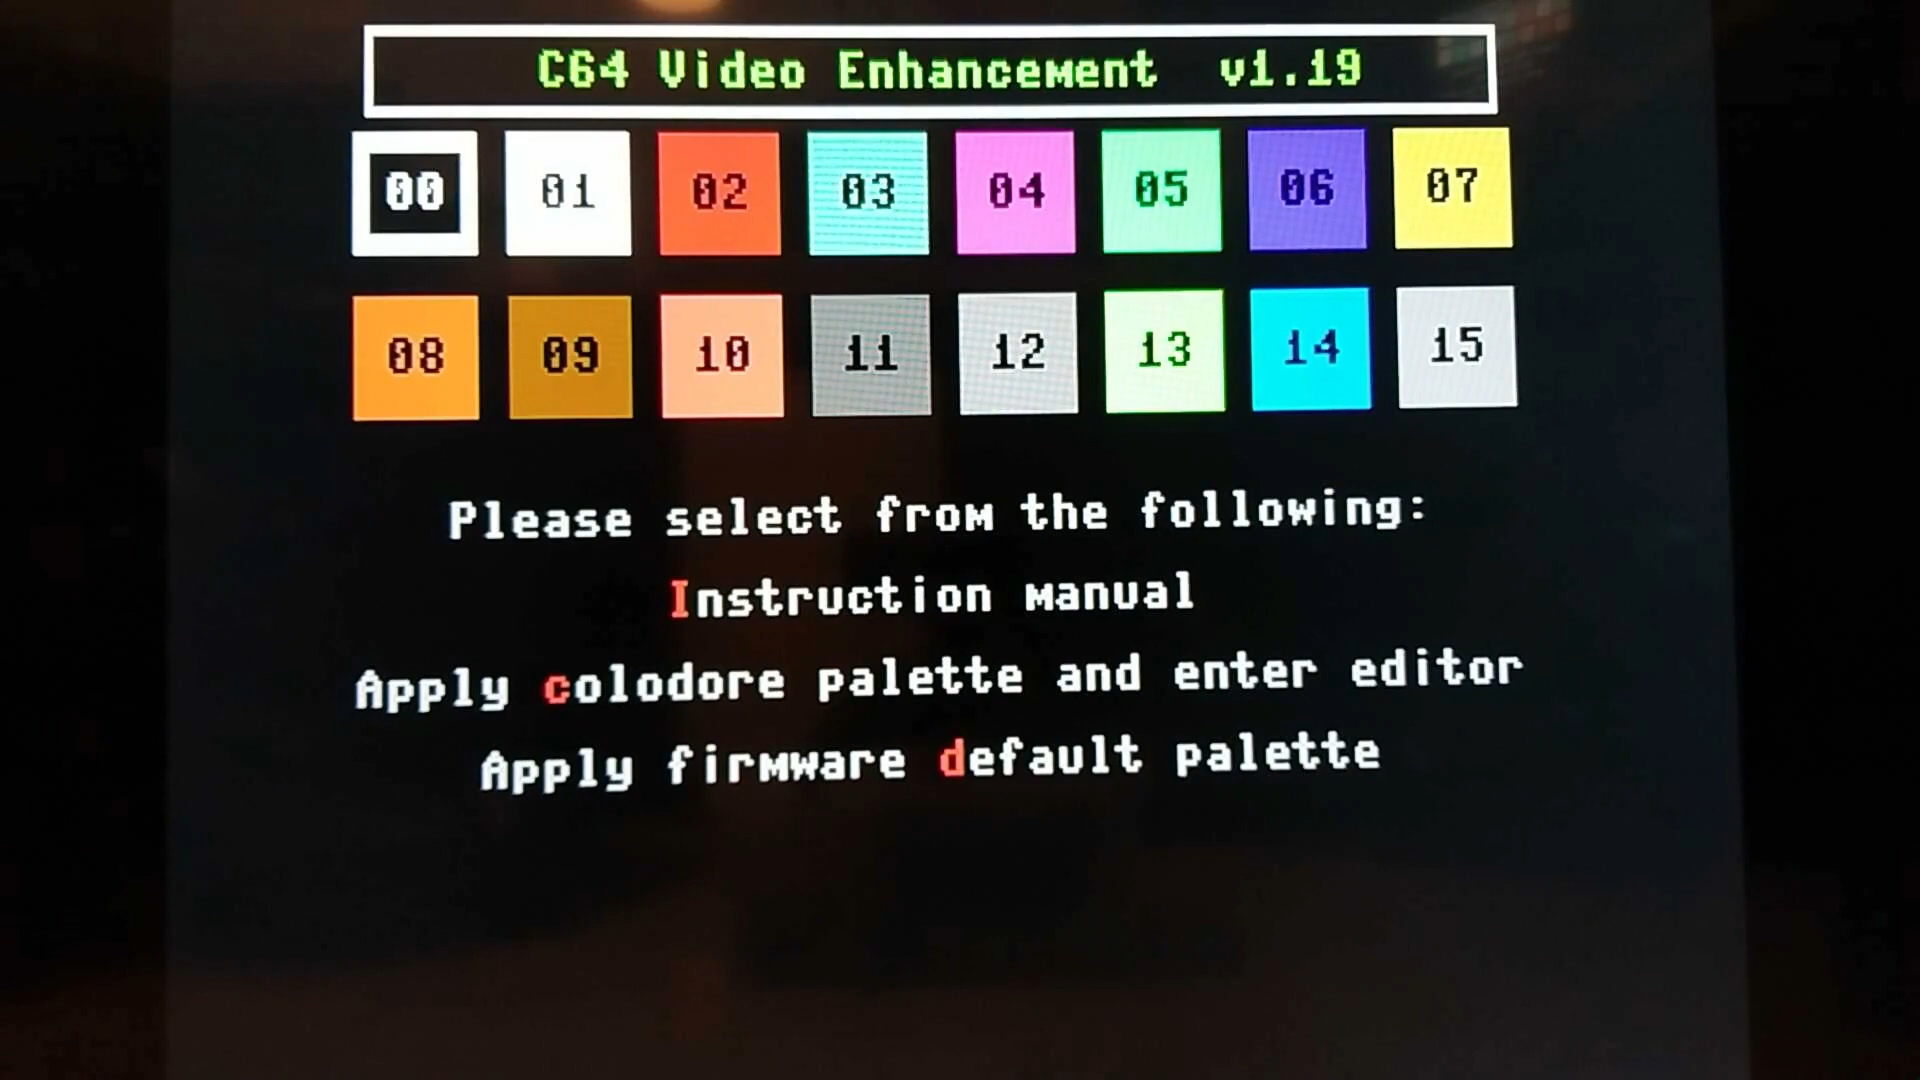 C64 Video Enhancement v1.19
00 01 02 03 04 05 06 07
08 09 10 11 12 13 14 15
Please select from the following:
Instruction manual
Apply colodore palette and enter editor
Apply firmware default palette